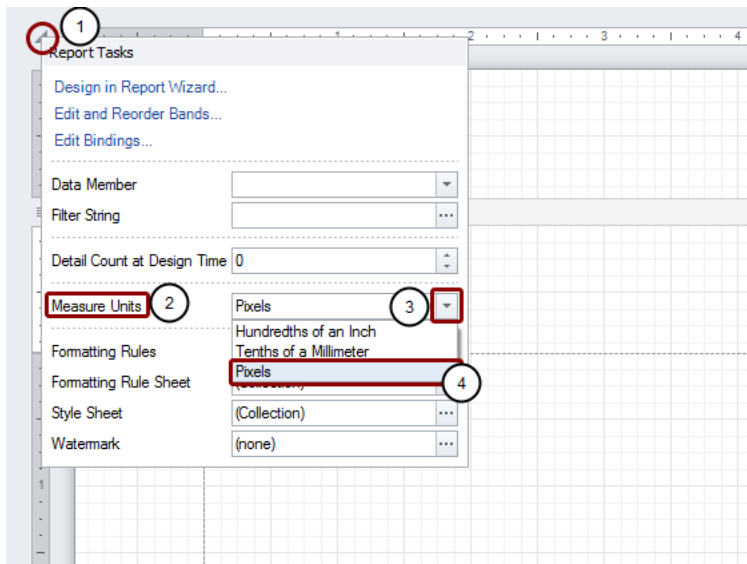 1
1 2 3 4
Report Tasks
Design in Report Wizard...
Edit and Reorder Bands...
Edit Bindings...
Data Member
Filter String ...
Detail Count at Design Time 0
Measure Units 2 Pixels 3
Hundredths of an Inch
Formatting Rules Tenths of a Millimeter
Pixels
Formatting Rule Sheet (Collection) 4
Style Sheet (Collection) ...
Watermark (none) ...
1